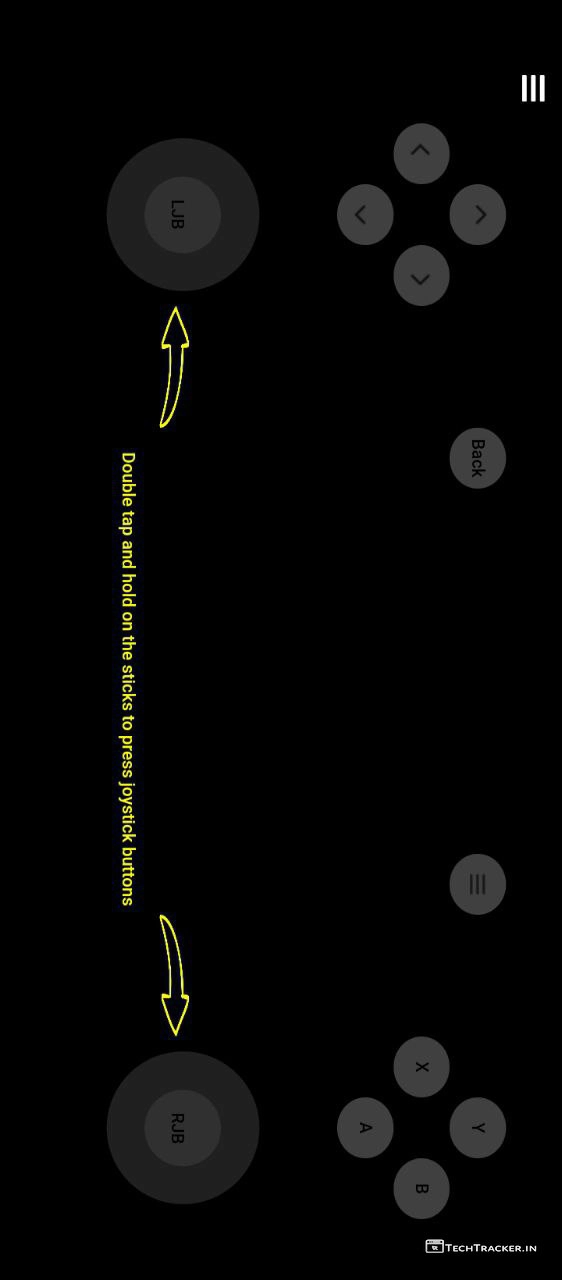 Back
Y
X
B
A
LJB
RJB
Double tap and hold on the sticks to press joystick buttons
TECHTRACKER.IN